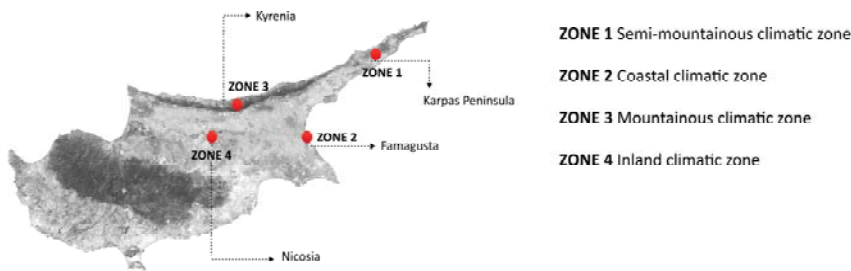 Kyrenia
ZONE 1 Semi-mountainous climatic zone
ZONE 1
ZONE 2 Coastal climatic zone
ZONE 3
Karpas Peninsula
ZONE 3 Mountainous climatic zone
ZONE 2
Famagusta
ZONE 4
ZONE 4 Inland climatic zone
Nicosia